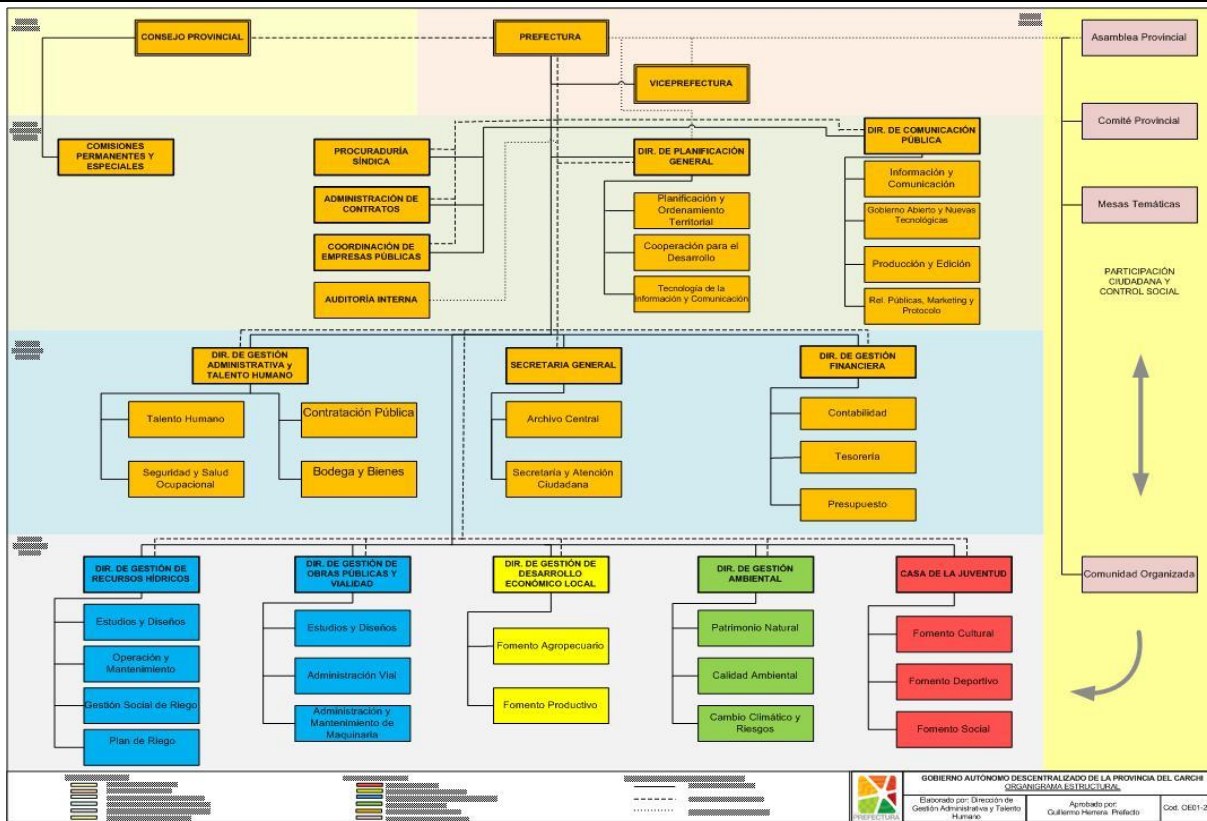 CONSEJO PROVINCIAL
PREFECTURA
VICEPREFECTURA
Asamblea Provincial
Comité Provincial
Mesas Temáticas
PARTICIPACIÓN
CIUDADANA Y
CONTROL SOCIAL
Comunidad Organizada
COMISIONES
PERMANENTES Y
ESPECIALES
PROCURADURÍA
SÍNDICA
ADMINISTRACIÓN DE
CONTRATOS
COORDINACIÓN DE
EMPRESAS PÚBLICAS
AUDITORÍA INTERNA
DIR. DE PLANIFICACIÓN
GENERAL
Planificación y
Ordenamiento
Territorial
Cooperación para el
Desarrollo
Tecnología de la
Información y Comunicación
DIR. DE COMUNICACIÓN
PÚBLICA
Información y
Comunicación
Gobierno Abierto y Nuevas
Tecnológicas
Producción y Edición
Rel. Públicas, Marketing y
Protocolo
DIR. DE GESTIÓN
ADMINISTRATIVA y
TALENTO HUMANO
Talento Humano
Seguridad y Salud
Ocupacional
Contratación Pública
Bodega y Bienes
SECRETARIA GENERAL
Archivo Central
Secretaría y Atención
Ciudadana
DIR. DE GESTIÓN
FINANCIERA
Contabilidad
Tesorería
Presupuesto
DIR. DE GESTIÓN DE
RECURSOS HÍDRICOS
Estudios y Diseños
Operación y
Mantenimiento
Gestión Social de Riego
Plan de Riego
DIR. DE GESTIÓN DE
OBRAS PÚBLICAS Y
VIALIDAD
Estudios y Diseños
Administración Vial
Administración y
Mantenimiento de
Maquinaria
DIR. DE GESTIÓN DE
DESARROLLO
ECONÓMICO LOCAL
Fomento Agropecuario
Fomento Productivo
DIR. DE GESTIÓN
AMBIENTAL
Patrimonio Natural
Calidad Ambiental
Cambio Climático y
Riesgos
CASA DE LA JUVENTUD
Fomento Cultural
Fomento Deportivo
Fomento Social
PREFECTURA
GOBIERNO AUTÓNOMO DESCENTRALIZADO DE LA PROVINCIA DEL CARCHI
ORGANIGRAMA ESTRUCTURAL
Elaborado por: Dirección de
Gestión Administrativa y Talento
Humano
Aprobado por:
Guillermo Herrera Prefecto
Cod. OE01-2